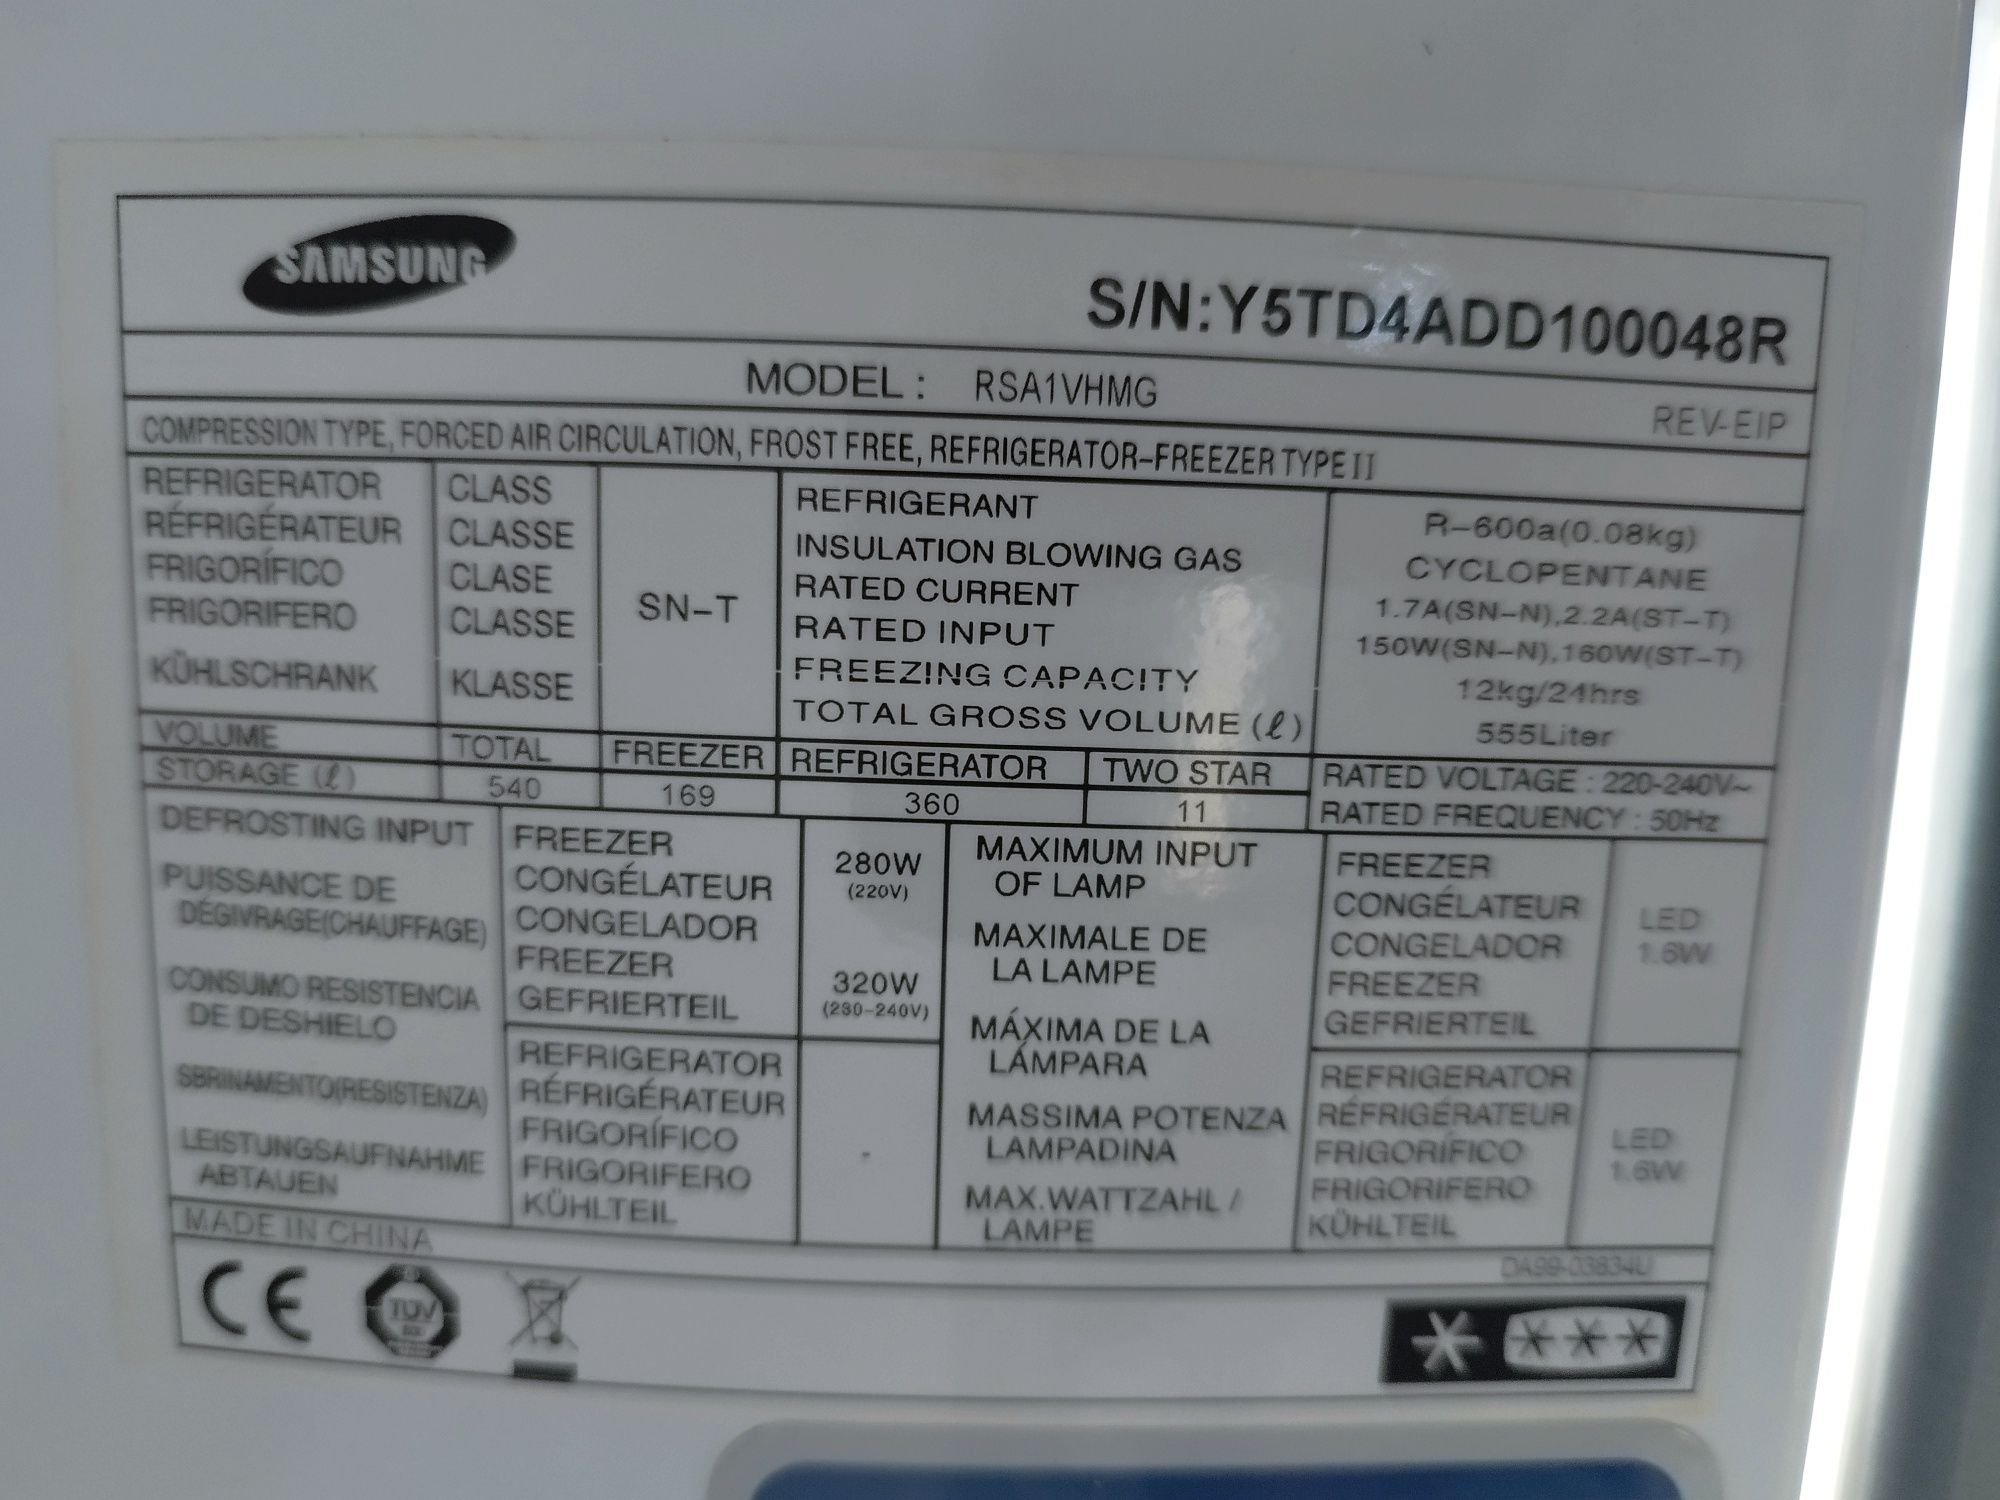 SAMSUNG
S/N:Y5TD4ADD100048R
MODEL : RSA1VHMG
REV-EIP
COMPRESSION TYPE, FORCED AIR CIRCULATION, FROST FREE, REFRIGERATOR-FREEZER TYPE II
REFRIGERATOR CLASS
RÉFRIGÉRATEUR CLASSE
FRIGORÍFICO CLASE
FRIGORIFERO CLASSE
KÜHLSCHRANK KLASSE
SN-T
REFRIGERANT R-600a(0.08kg)
INSULATION BLOWING GAS CYCLOPENTANE
RATED CURRENT 1.7A(SN-N),2.2A(ST-T)
RATED INPUT 150W(SN-N),160W(ST-T)
FREEZING CAPACITY 12kg/24hrs
TOTAL GROSS VOLUME (ℓ) 555Liter
VOLUME TOTAL FREEZER REFRIGERATOR TWO STAR RATED VOLTAGE : 220-240V~
STORAGE (ℓ) 540 169 360 11 RATED FREQUENCY : 50Hz
DEFROSTING INPUT
PUISSANCE DE
DÉGIVRAGE(CHAUFFAGE)
CONSUMO RESISTENCIA
DE DESHIELO
SBRINAMENTO(RESISTENZA)
LEISTUNGSAUFNAHME
ABTAUEN
FREEZER
CONGÉLATEUR
CONGELADOR
FREEZER
GEFRIERTEIL
280W
(220V)
320W
(230-240V)
REFRIGERATOR
RÉFRIGÉRATEUR
FRIGORÍFICO
FRIGORIFERO
KÜHLTEIL
-
MAXIMUM INPUT
OF LAMP
MAXIMALE DE
LA LAMPE
MÁXIMA DE LA
LÁMPARA
MASSIMA POTENZA
LAMPADINA
MAX.WATTZAHL /
LAMPE
FREEZER
CONGÉLATEUR
CONGELADOR
FREEZER
GEFRIERTEIL
LED
1.6W
REFRIGERATOR
RÉFRIGÉRATEUR
FRIGORÍFICO
FRIGORIFERO
KÜHLTEIL
LED
1.6W
MADE IN CHINA
DA99-03834U
CE
TÜV